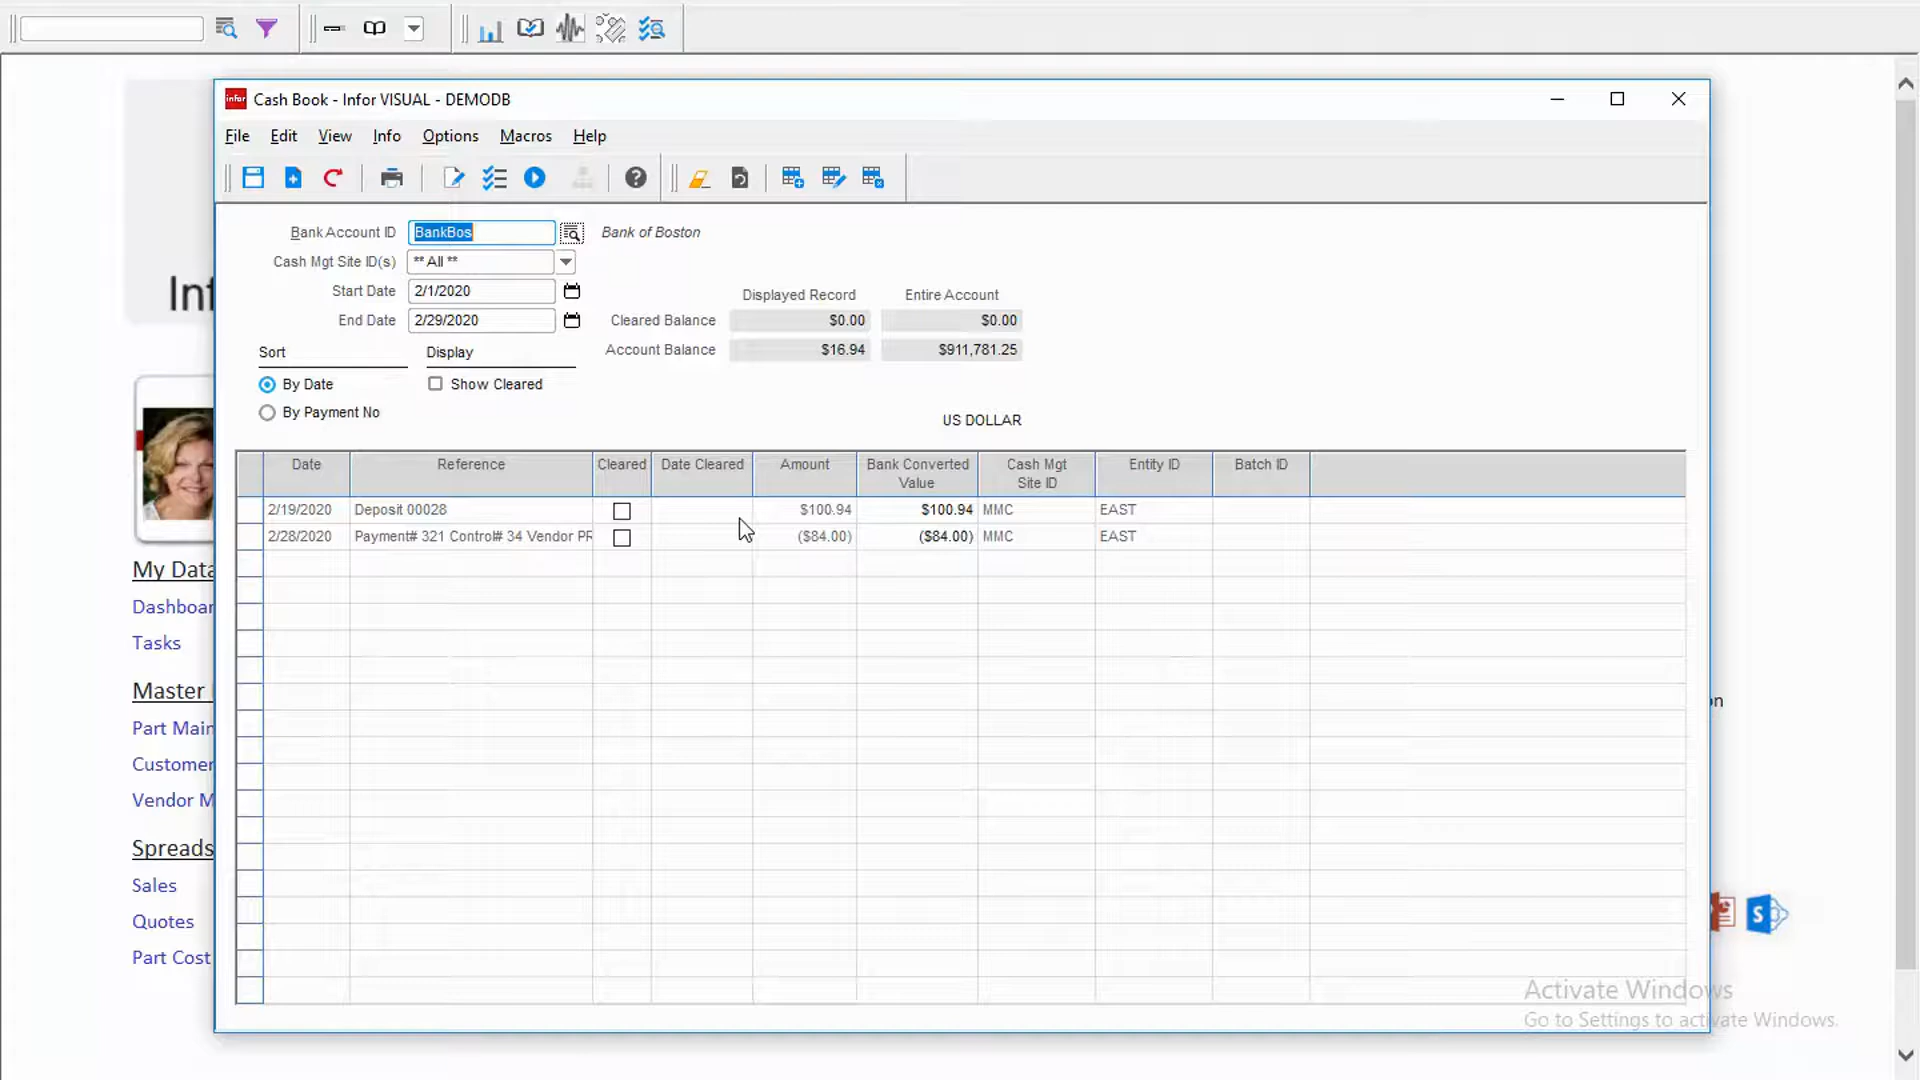 infor Cash Book - Infor VISUAL - DEMODB
File Edit View Info Options Macros Help
Bank Account ID BankBos Bank of Boston
Cash Mgt Site ID(s) ** All **
Start Date 2/1/2020
Displayed Record Entire Account
End Date 2/29/2020 Cleared Balance $0.00 $0.00
Sort Display Account Balance $16.94 $911,781.25
By Date Show Cleared
By Payment No
US DOLLAR
Date Reference Cleared Date Cleared Amount Bank Converted Value Cash Mgt Site ID Entity ID Batch ID
2/19/2020 Deposit 00028 $100.94 $100.94 MMC EAST
2/28/2020 Payment# 321 Control# 34 Vendor PR ($84.00) ($84.00) MMC EAST
Inf
My Data
Dashboar
Tasks
Master
Part Main
Customer
Vendor M
Spreads
Sales
Quotes
Part Cost
on
S
Activate Windows
Go to Settings to activate Windows.